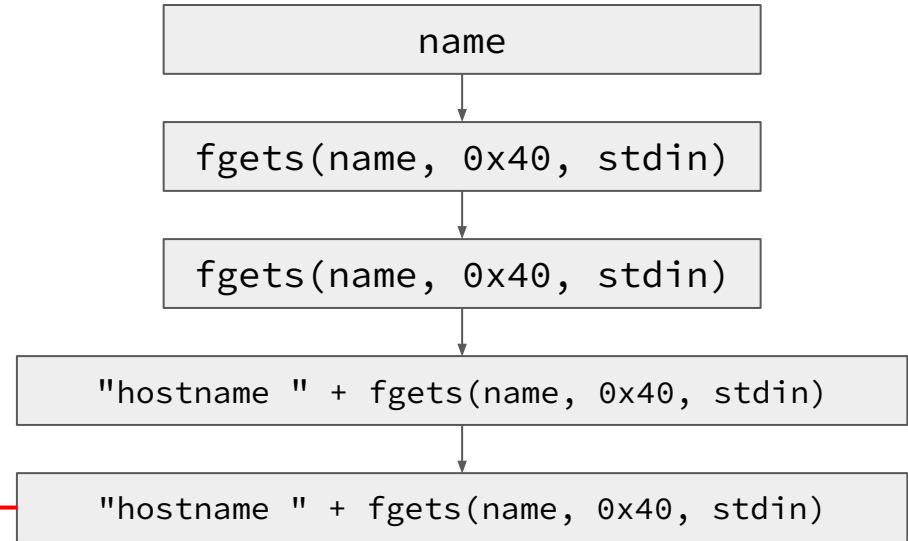 name
fgets(name, 0x40, stdin)
fgets(name, 0x40, stdin)
"hostname " + fgets(name, 0x40, stdin)
"hostname " + fgets(name, 0x40, stdin)